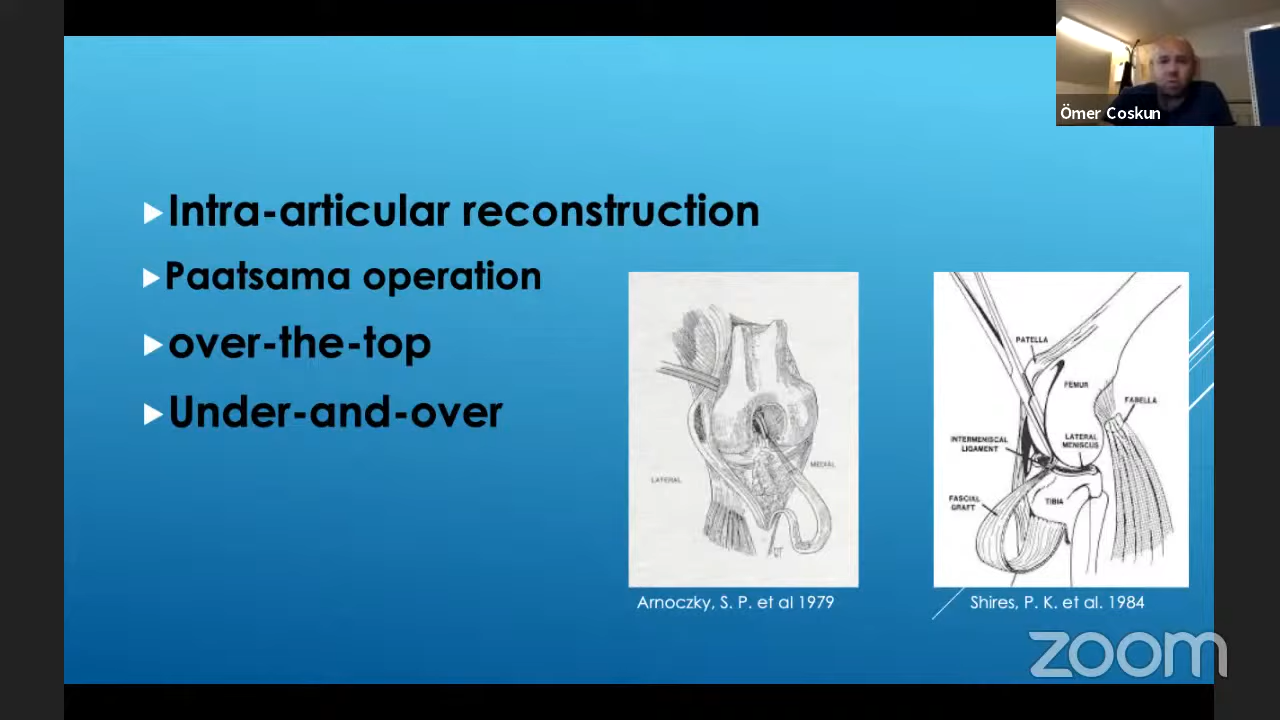 Ömer Coskun
Intra-articular reconstruction
Paatsama operation
over-the-top
Under-and-over
LATERAL
MEDIAL
Arnoczky, S. P. et al 1979
PATELLA
FEMUR
FABELLA
INTERMENISCAL
LIGAMENT
LATERAL
MENISCUS
FASCIAL
GRAFT
TIBIA
Shires, P. K. et al. 1984
zoom